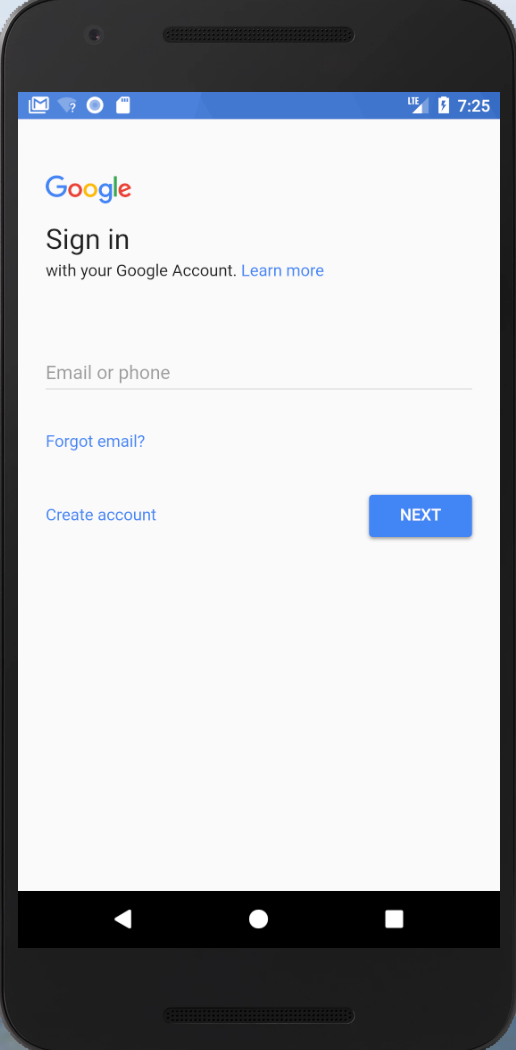 LTE 7:25
Google
Sign in
with your Google Account. Learn more
Email or phone
Forgot email?
Create account NEXT